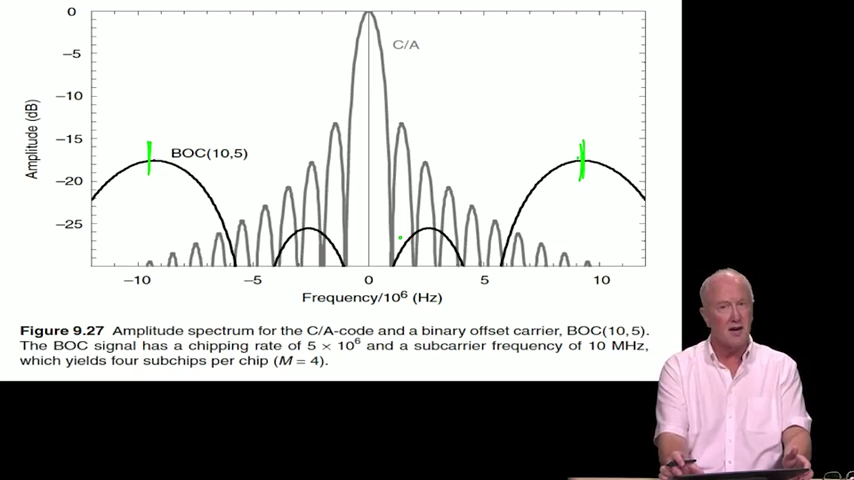 0
−5
−10
−15
−20
−25
Amplitude (dB)
C/A
BOC(10,5)
−10
−5
0
5
10
Frequency/10⁶ (Hz)
Figure 9.27 Amplitude spectrum for the C/A-code and a binary offset carrier, BOC(10, 5).
The BOC signal has a chipping rate of 5 × 10⁶ and a subcarrier frequency of 10 MHz,
which yields four subchips per chip (M = 4).